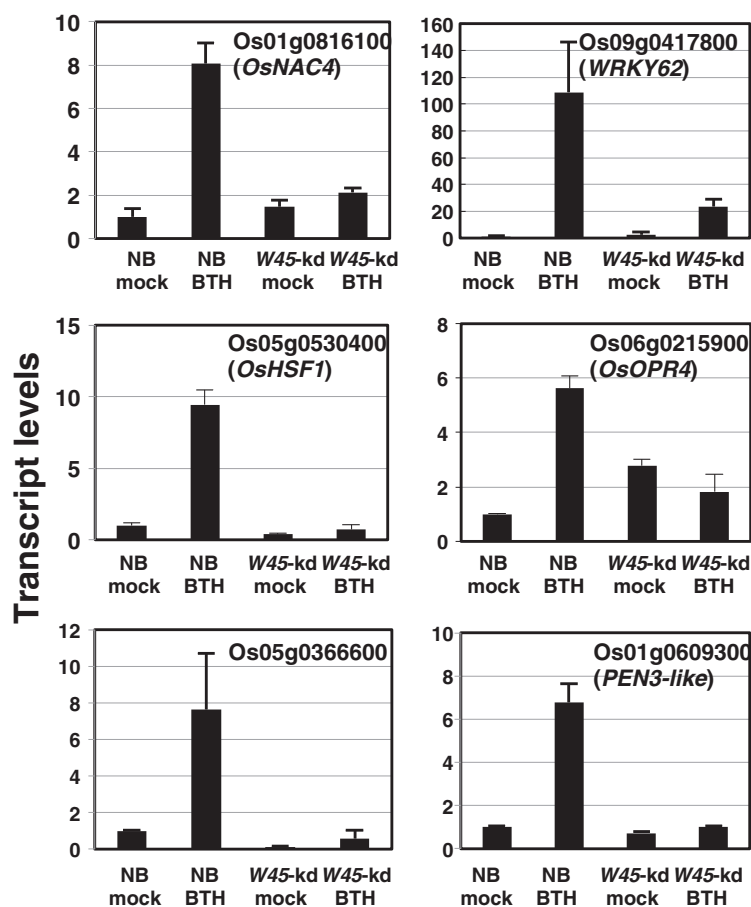 Transcript levels
Os01g0816100
(OsNAC4)
10
8
6
4
2
0
NB mock
NB BTH
W45-kd mock
W45-kd BTH
Os09g0417800
(WRKY62)
160
140
120
100
80
60
40
20
0
NB mock
NB BTH
W45-kd mock
W45-kd BTH
Os05g0530400
(OsHSF1)
15
10
5
0
NB mock
NB BTH
W45-kd mock
W45-kd BTH
Os06g0215900
(OsOPR4)
8
6
4
2
0
NB mock
NB BTH
W45-kd mock
W45-kd BTH
Os05g0366600
12
10
8
6
4
2
0
NB mock
NB BTH
W45-kd mock
W45-kd BTH
Os01g0609300
(PEN3-like)
10
8
6
4
2
0
NB mock
NB BTH
W45-kd mock
W45-kd BTH